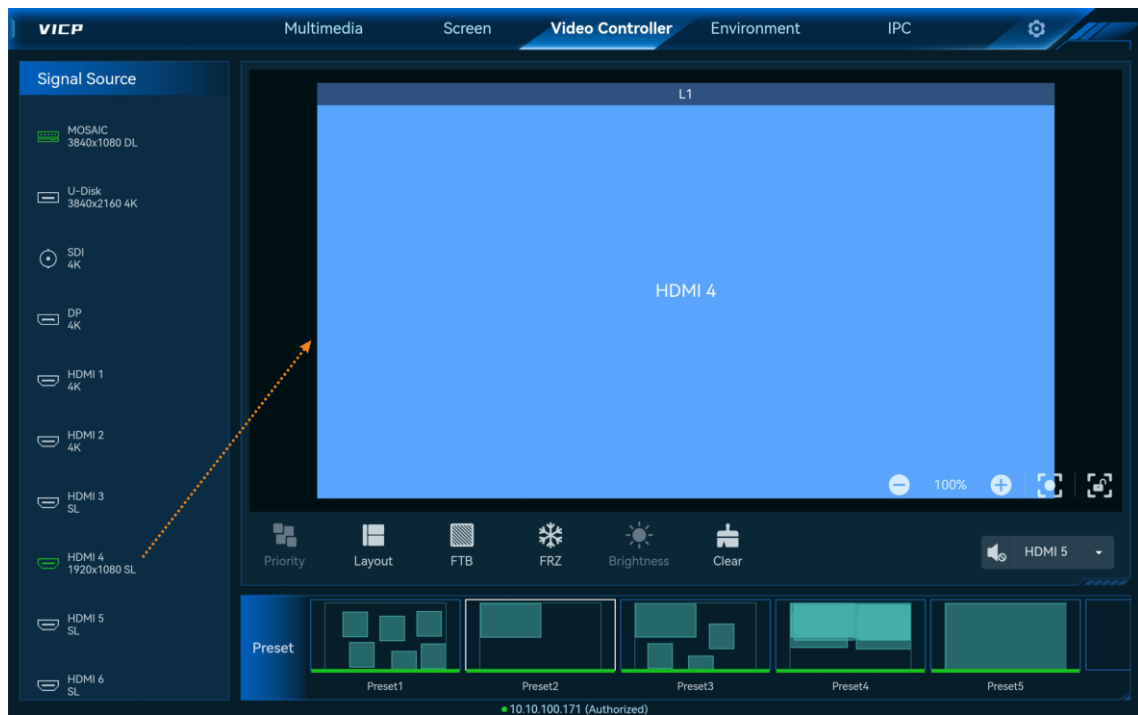 VICP
Multimedia
Screen
Video Controller
Environment
IPC
Signal Source
MOSAIC
3840x1080 DL
U-Disk
3840x2160 4K
SDI
4K
DP
4K
HDMI 1
4K
HDMI 2
4K
HDMI 3
SL
HDMI 4
1920x1080 SL
HDMI 5
SL
HDMI 6
SL
L1
HDMI 4
100%
Priority
Layout
FTB
FRZ
Brightness
Clear
HDMI 5
Preset
Preset1
Preset2
Preset3
Preset4
Preset5
10.10.100.171 (Authorized)